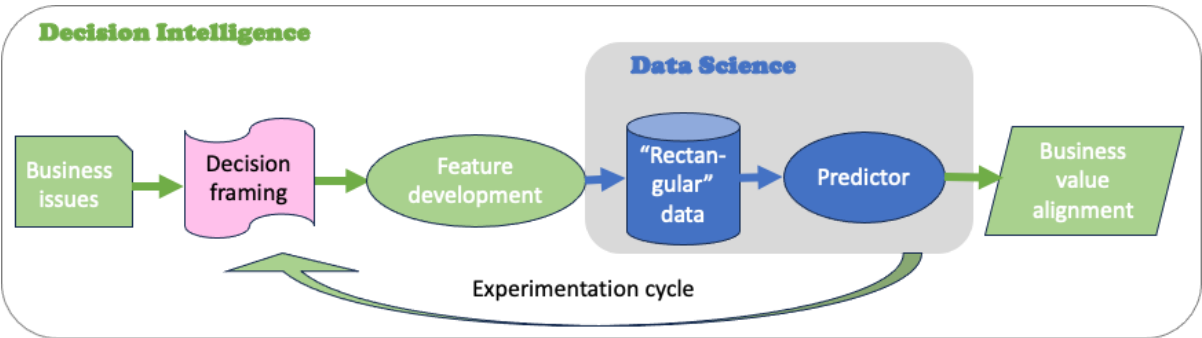 Decision Intelligence
Data Science
Business
issues
Decision
framing
Feature
development
“Rectan-
gular”
data
Predictor
Business
value
alignment
Experimentation cycle